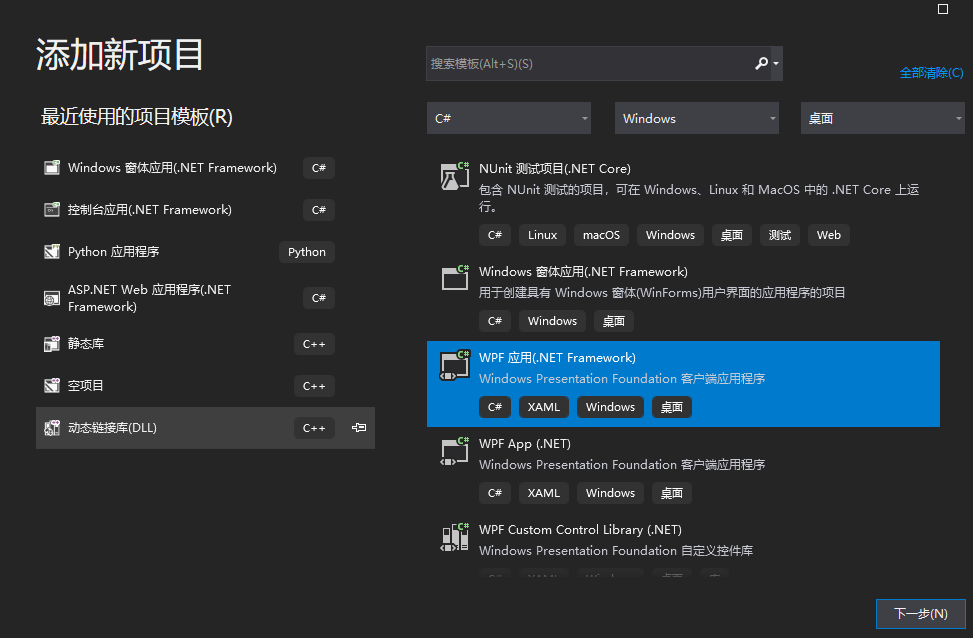 添加新项目
最近使用的项目模板(R)
Windows 窗体应用(.NET Framework) C#
控制台应用(.NET Framework) C#
Python 应用程序 Python
ASP.NET Web 应用程序(.NET
Framework) C#
静态库 C++
空项目 C++
动态链接库(DLL) C++
搜索模板(Alt+S)(S)
全部清除(C)
C# Windows 桌面
NUnit 测试项目(.NET Core)
包含 NUnit 测试的项目，可在 Windows、Linux 和 MacOS 中的 .NET Core 上运
行。
C# Linux macOS Windows 桌面 测试 Web
Windows 窗体应用(.NET Framework)
用于创建具有 Windows 窗体(WinForms)用户界面的应用程序的项目
C# Windows 桌面
WPF 应用(.NET Framework)
Windows Presentation Foundation 客户端应用程序
C# XAML Windows 桌面
WPF App (.NET)
Windows Presentation Foundation 客户端应用程序
C# XAML Windows 桌面
WPF Custom Control Library (.NET)
Windows Presentation Foundation 自定义控件库
C# XAML Windows 桌面 库
下一步(N)